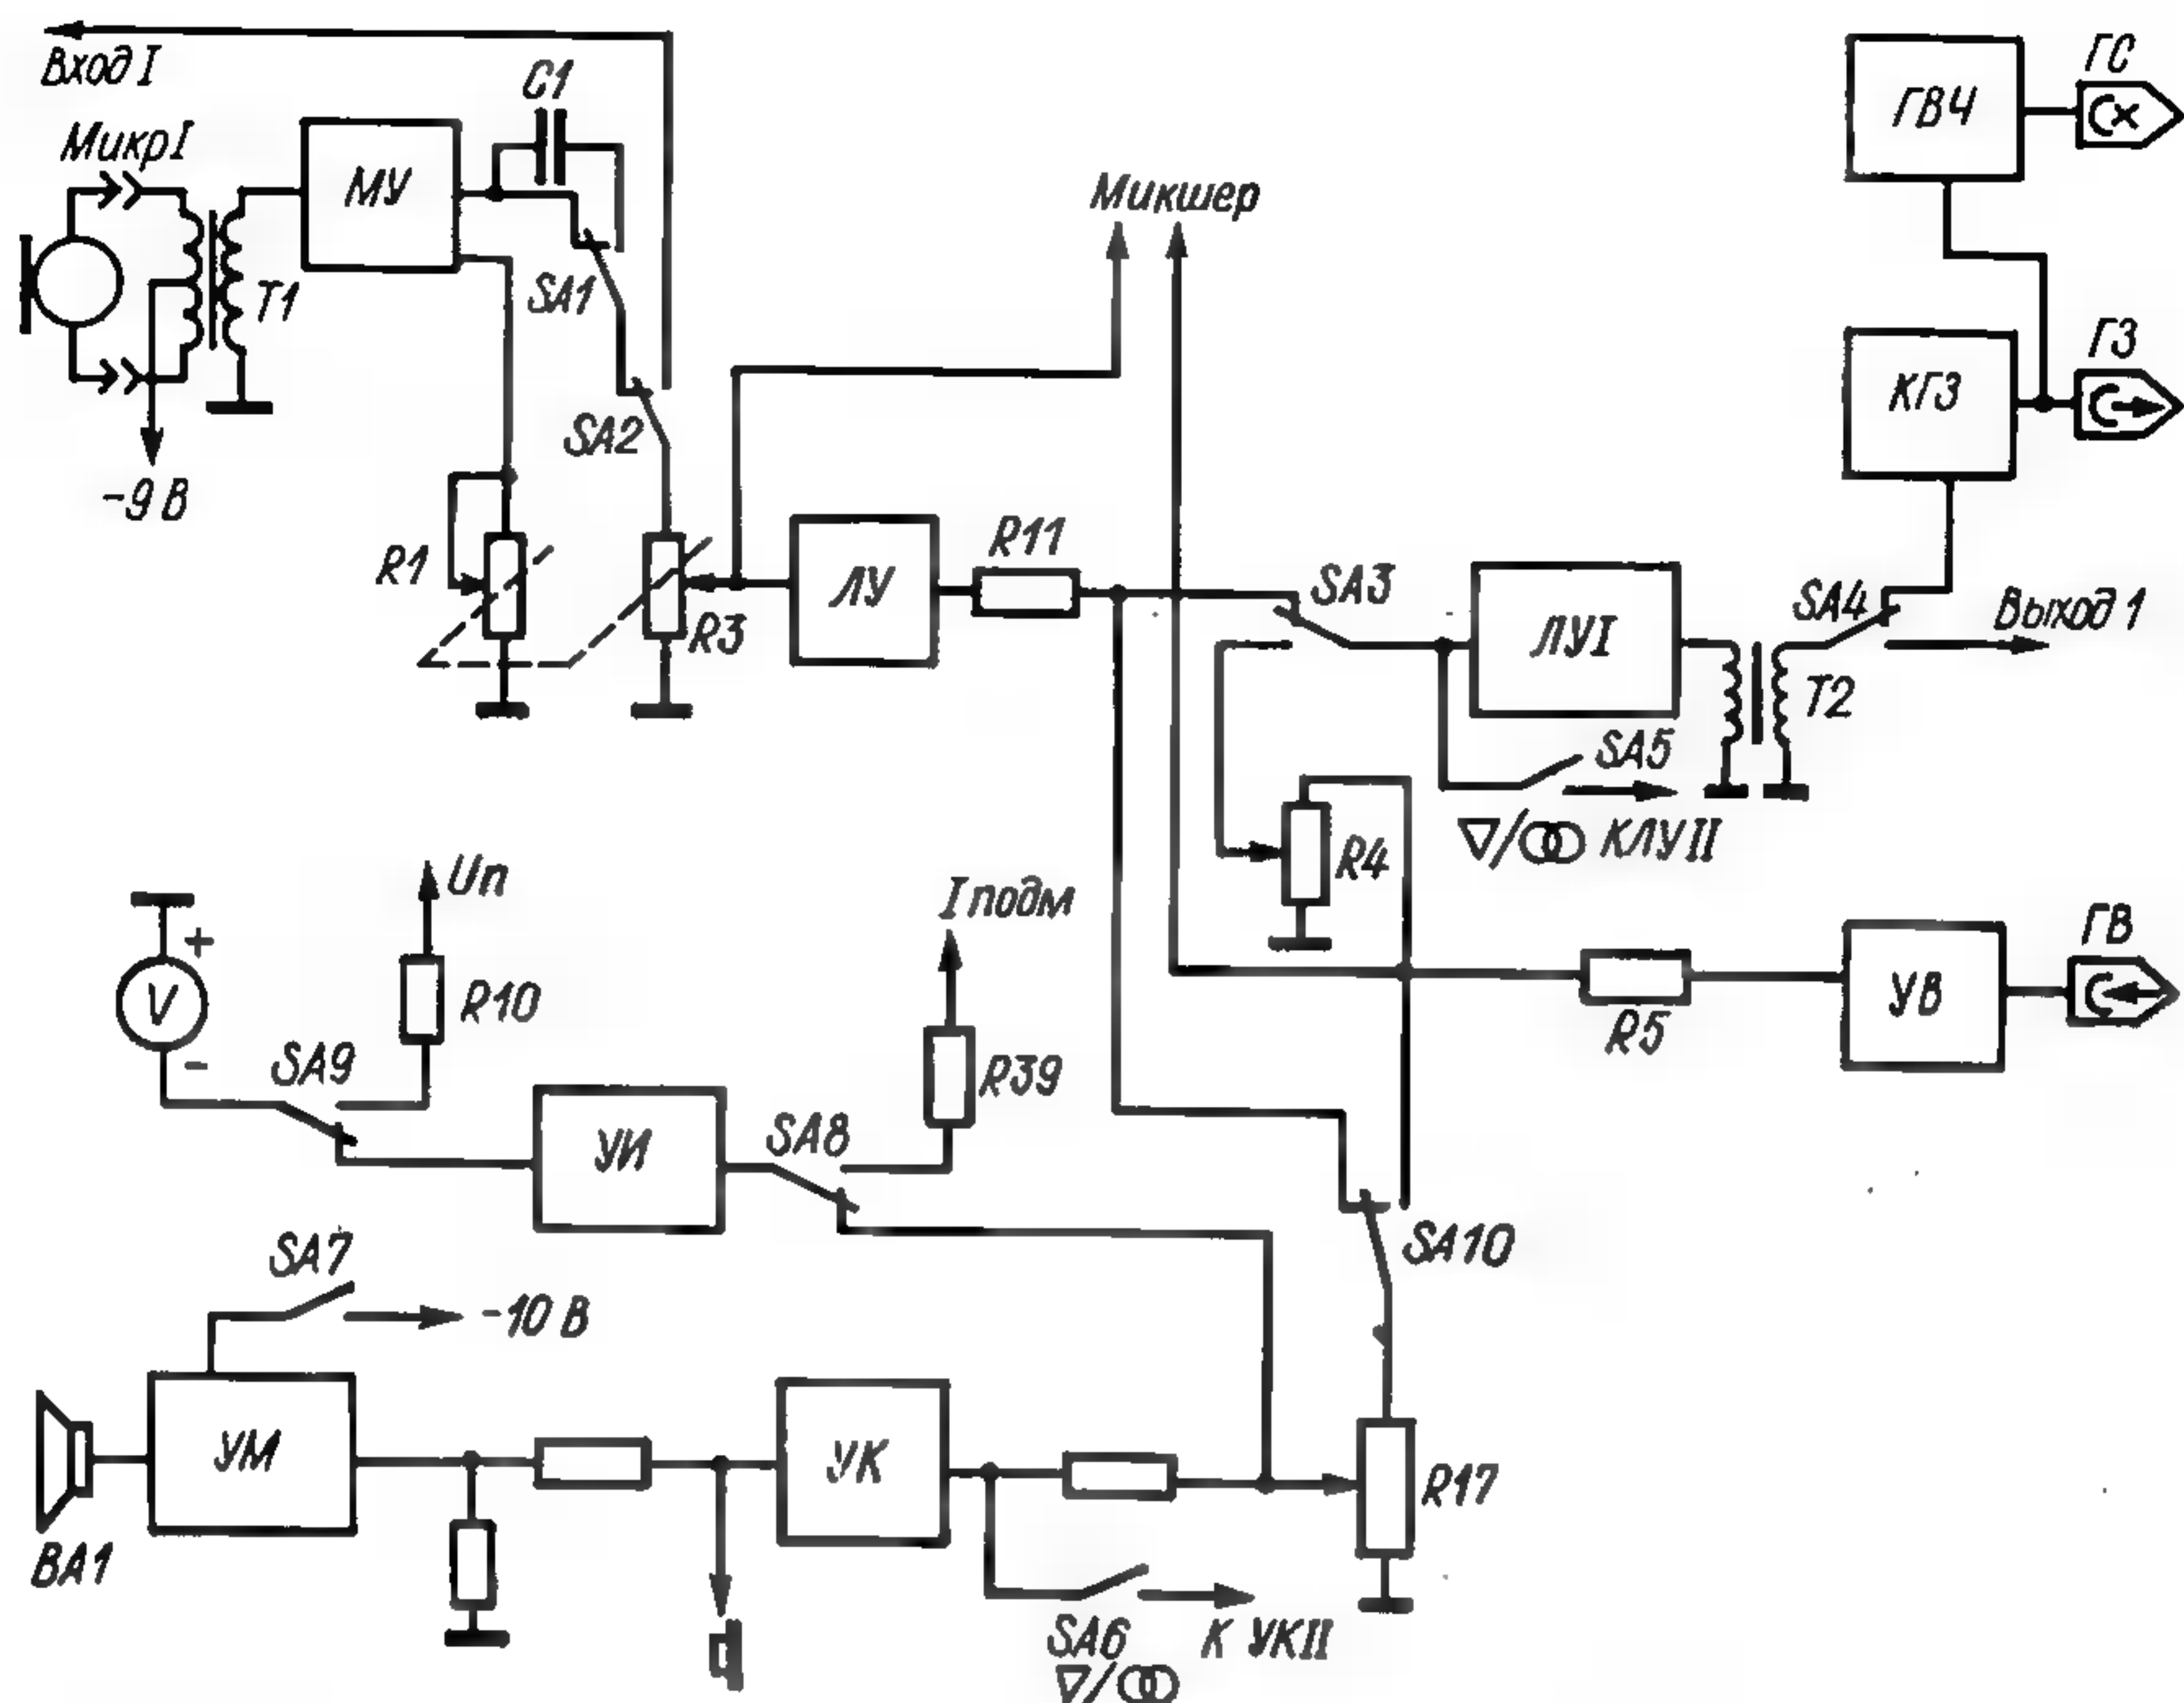 Вход I
C1
Микр I
МУ
T1
SA1
-9 В
SA2
R1
R3
ЛУ
R11
Микшер
ГВЧ
ГС
КГЗ
ГЗ
SA3
ЛУI
SA4
Выход 1
T2
SA5
▽/ КЛУII
R4
Uп
R10
I подм
R39
+
V
-
SA9
УИ
SA8
R5
УВ
ГВ
SA10
SA7
-10 В
УМ
BA1
УК
R17
SA6
К УКII
▽/